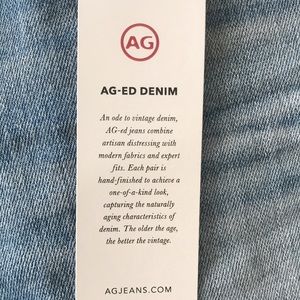 AG
AG-ED DENIM
An ode to vintage denim,
AG-ed jeans combine
artisan distressing with
modern fabrics and expert
fits. Each pair is
hand-finished to achieve a
one-of-a-kind look,
capturing the naturally
aging characteristics of
denim. The older the age,
the better the vintage.
AGJEANS.COM